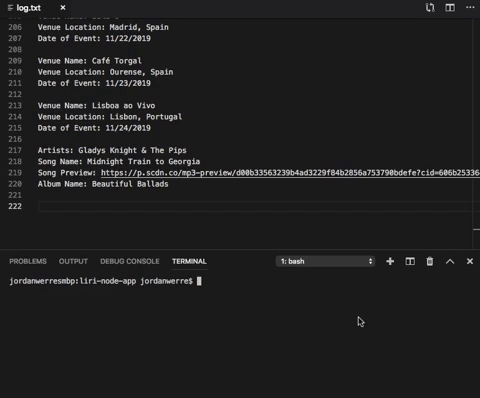 log.txt
206 Venue Location: Madrid, Spain
207 Date of Event: 11/22/2019
208
209 Venue Name: Café Torgal
210 Venue Location: Ourense, Spain
211 Date of Event: 11/23/2019
212
213 Venue Name: Lisboa ao Vivo
214 Venue Location: Lisbon, Portugal
215 Date of Event: 11/24/2019
216
217 Artists: Gladys Knight & The Pips
218 Song Name: Midnight Train to Georgia
219 Song Preview: https://p.scdn.co/mp3-preview/d00b33563239b4ad3229f84b2856a753790bdefe?cid=606b25336
220 Album Name: Beautiful Ballads
221
222
PROBLEMS OUTPUT DEBUG CONSOLE TERMINAL 1: bash
jordanwerresmbp:liri-node-app jordanwerre$